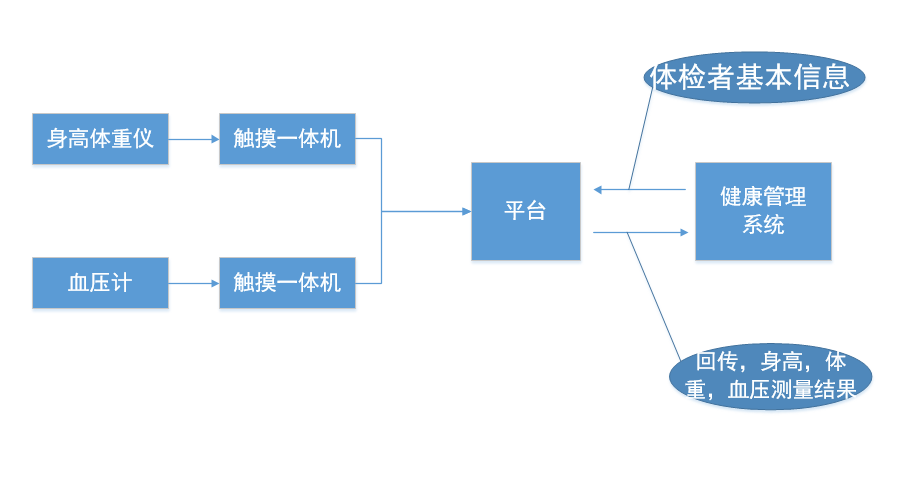 体检者基本信息
身高体重仪
触摸一体机
平台
健康管理
系统
血压计
触摸一体机
回传，身高，体
重，血压测量结果